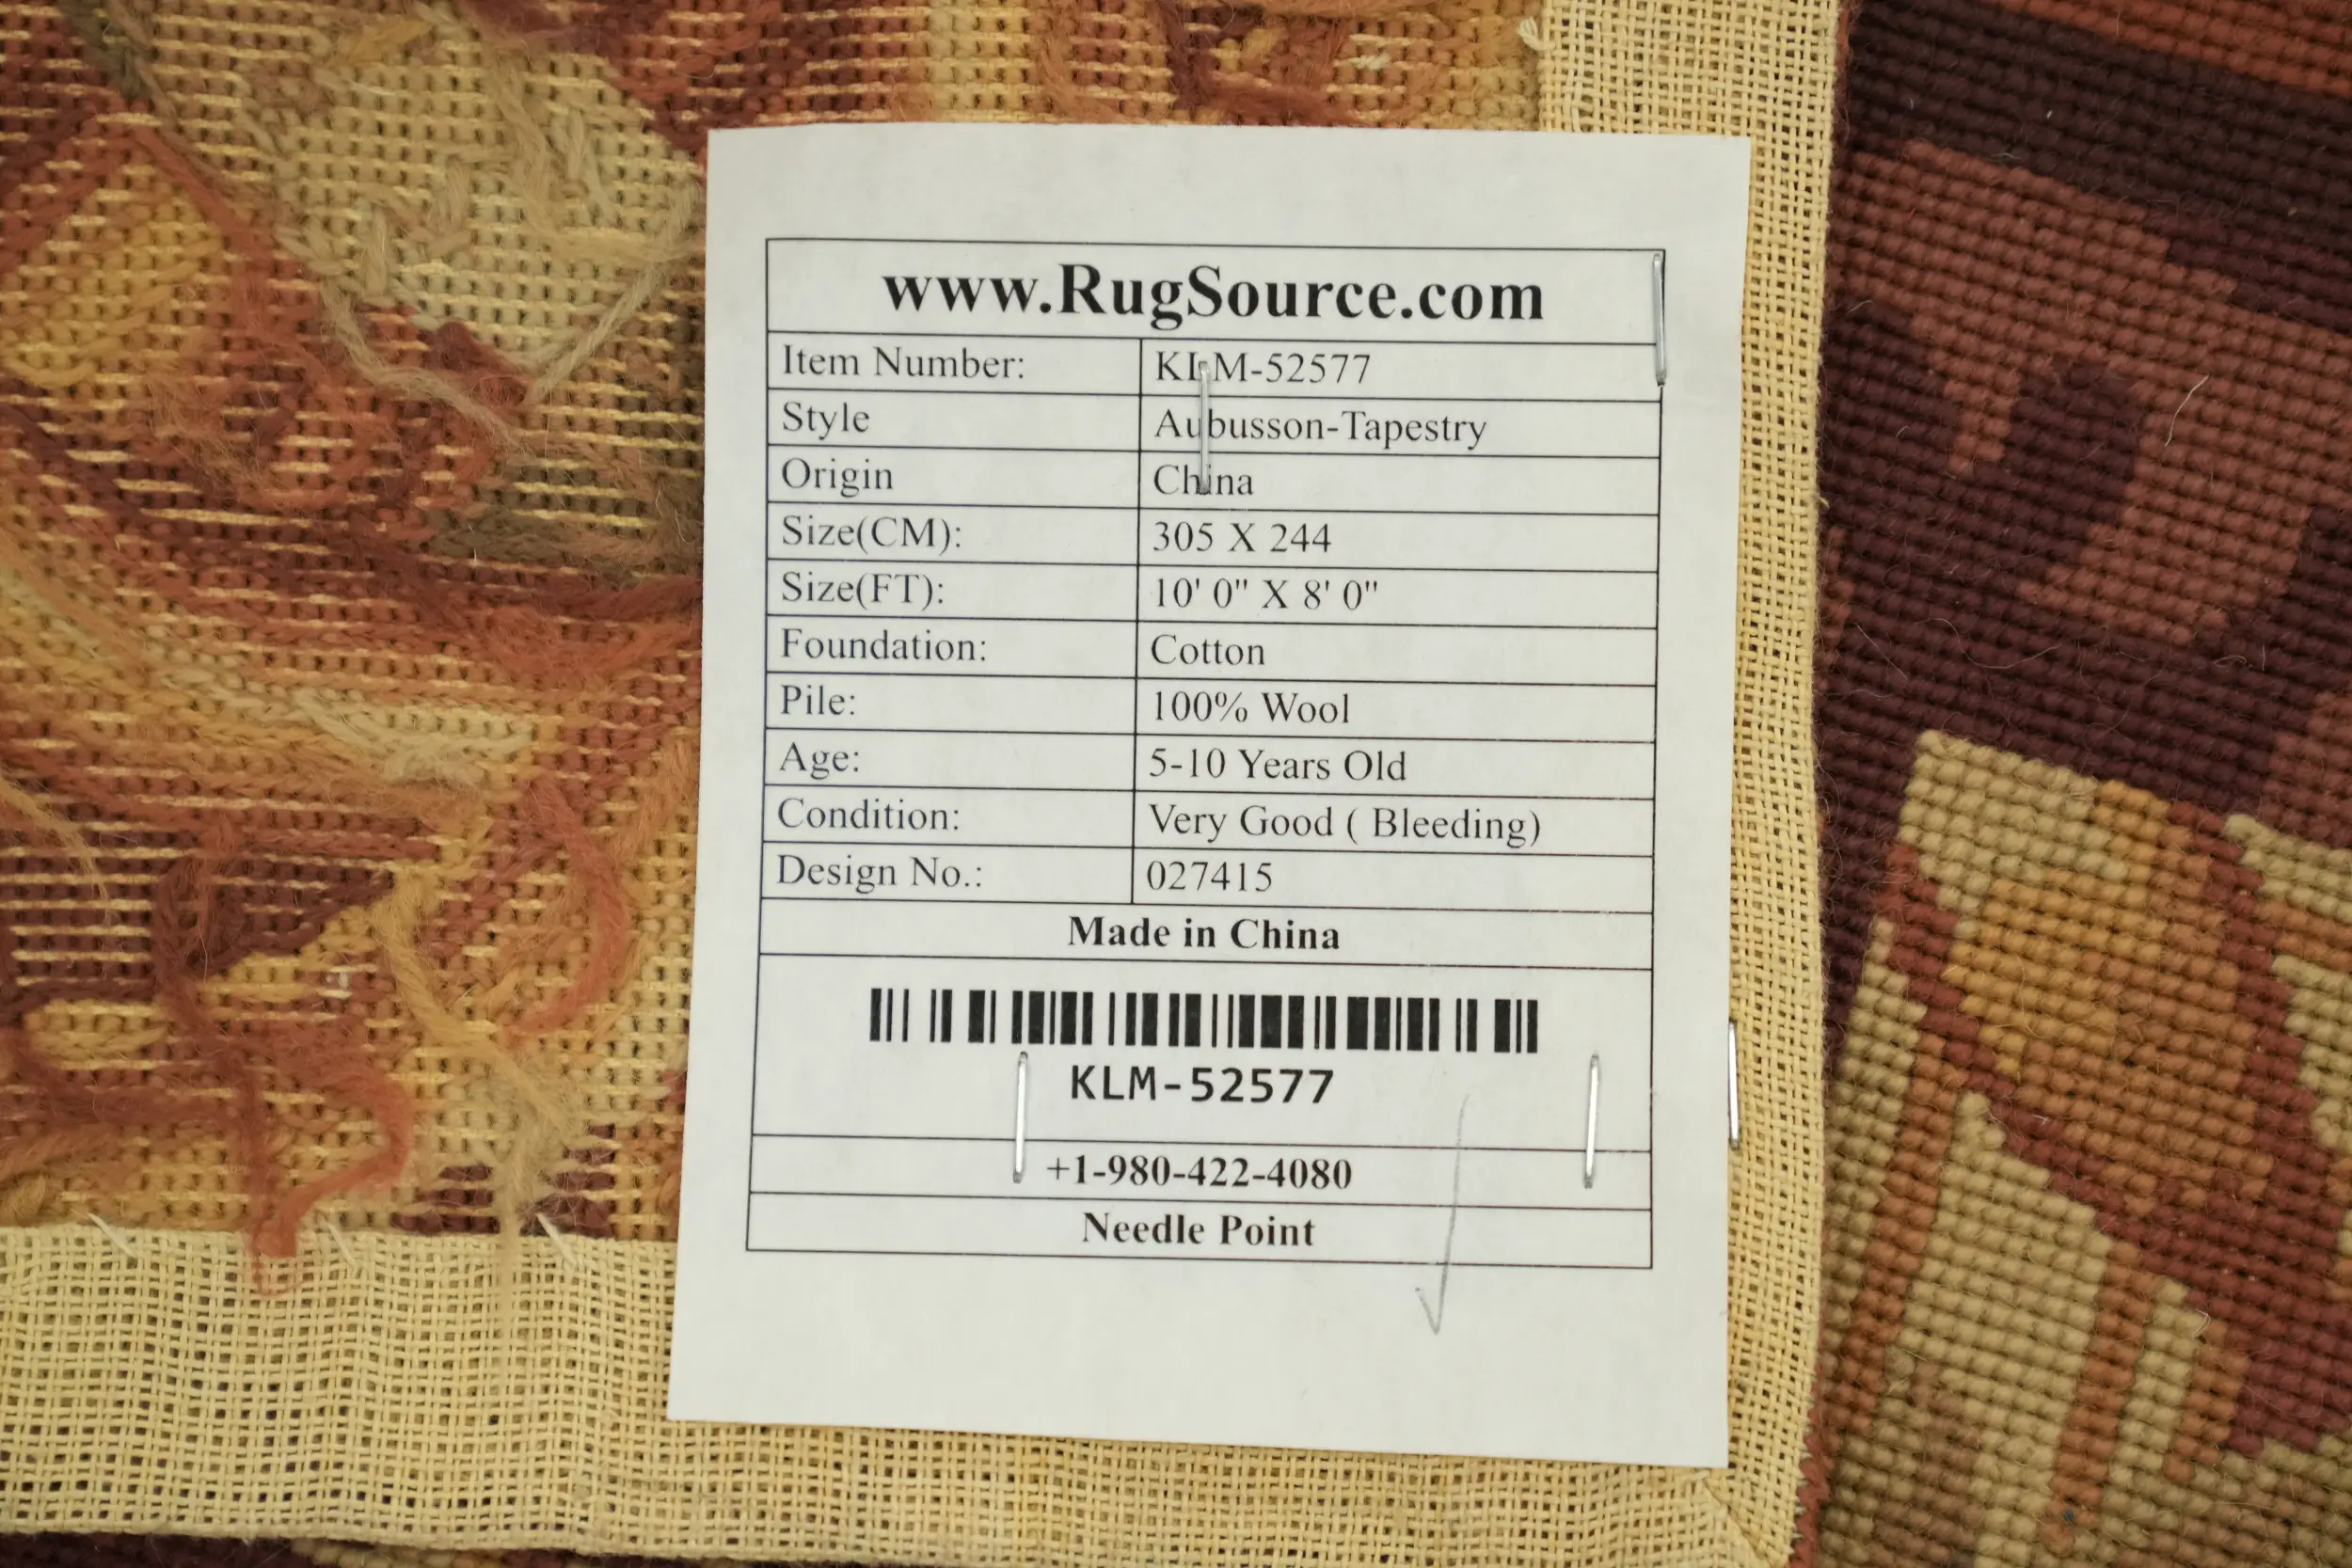 www.RugSource.com
Item Number: KLM-52577
Style Aubusson-Tapestry
Origin China
Size(CM): 305 X 244
Size(FT): 10' 0" X 8' 0"
Foundation: Cotton
Pile: 100% Wool
Age: 5-10 Years Old
Condition: Very Good ( Bleeding)
Design No.: 027415
Made in China
KLM-52577
+1-980-422-4080
Needle Point